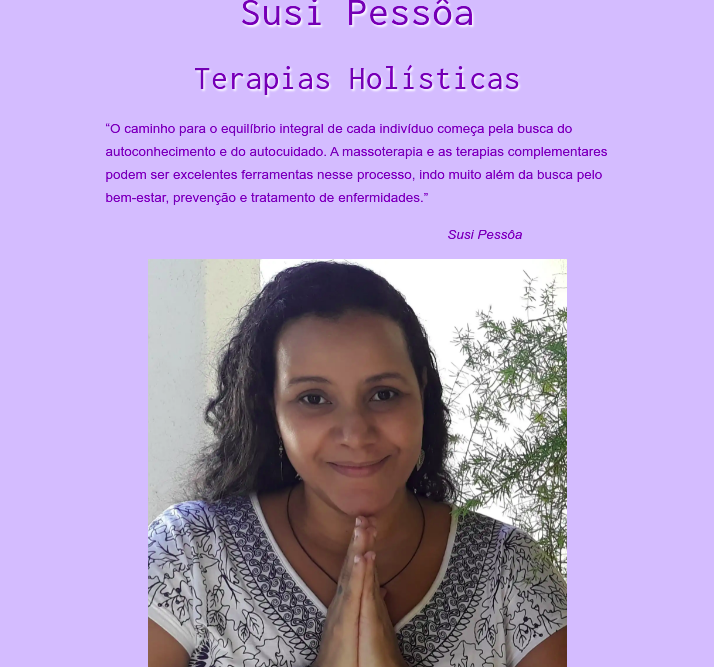 Susi Pessôa
Terapias Holísticas
“O caminho para o equilíbrio integral de cada indivíduo começa pela busca do
autoconhecimento e do autocuidado. A massoterapia e as terapias complementares
podem ser excelentes ferramentas nesse processo, indo muito além da busca pelo
bem-estar, prevenção e tratamento de enfermidades.”
Susi Pessôa